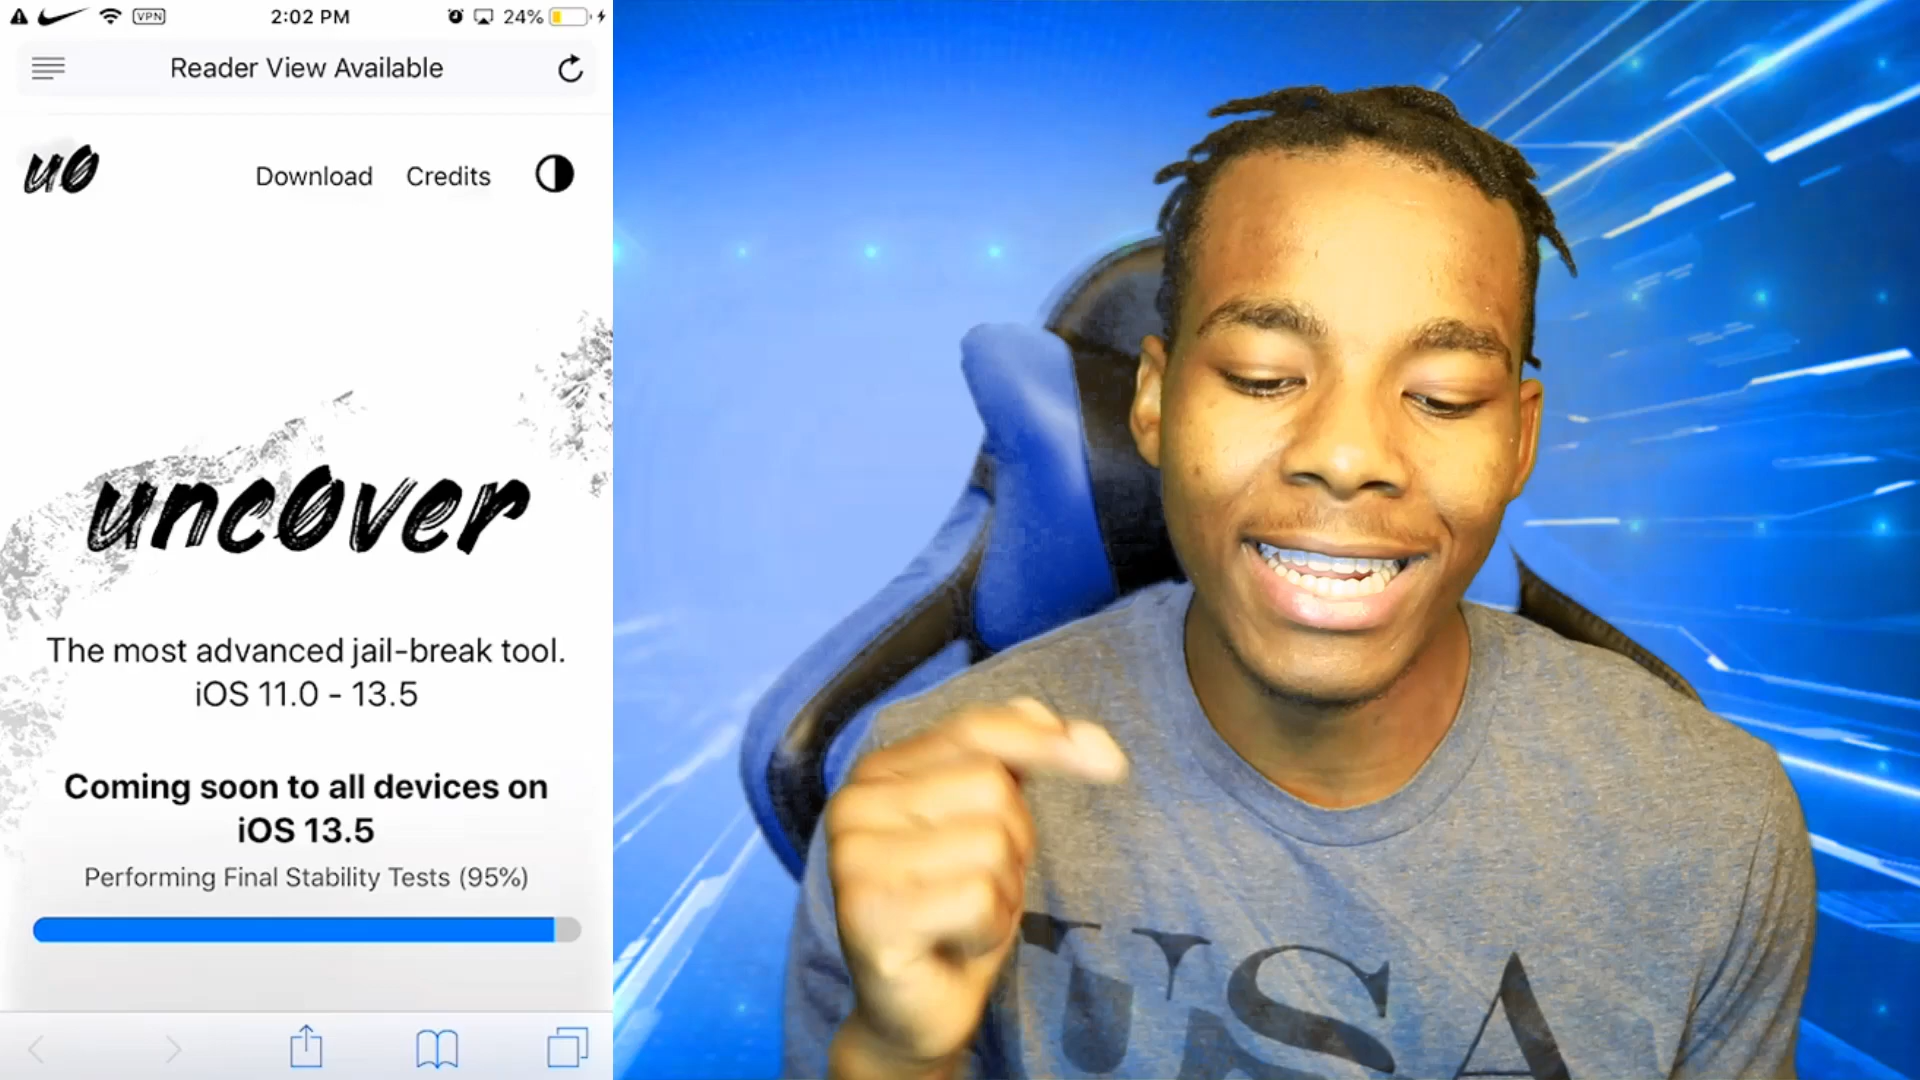 VPN 2:02 PM 24%
Reader View Available
u0 Download Credits
unc0ver
The most advanced jail-break tool.
iOS 11.0 - 13.5
Coming soon to all devices on
iOS 13.5
Performing Final Stability Tests (95%)
USA